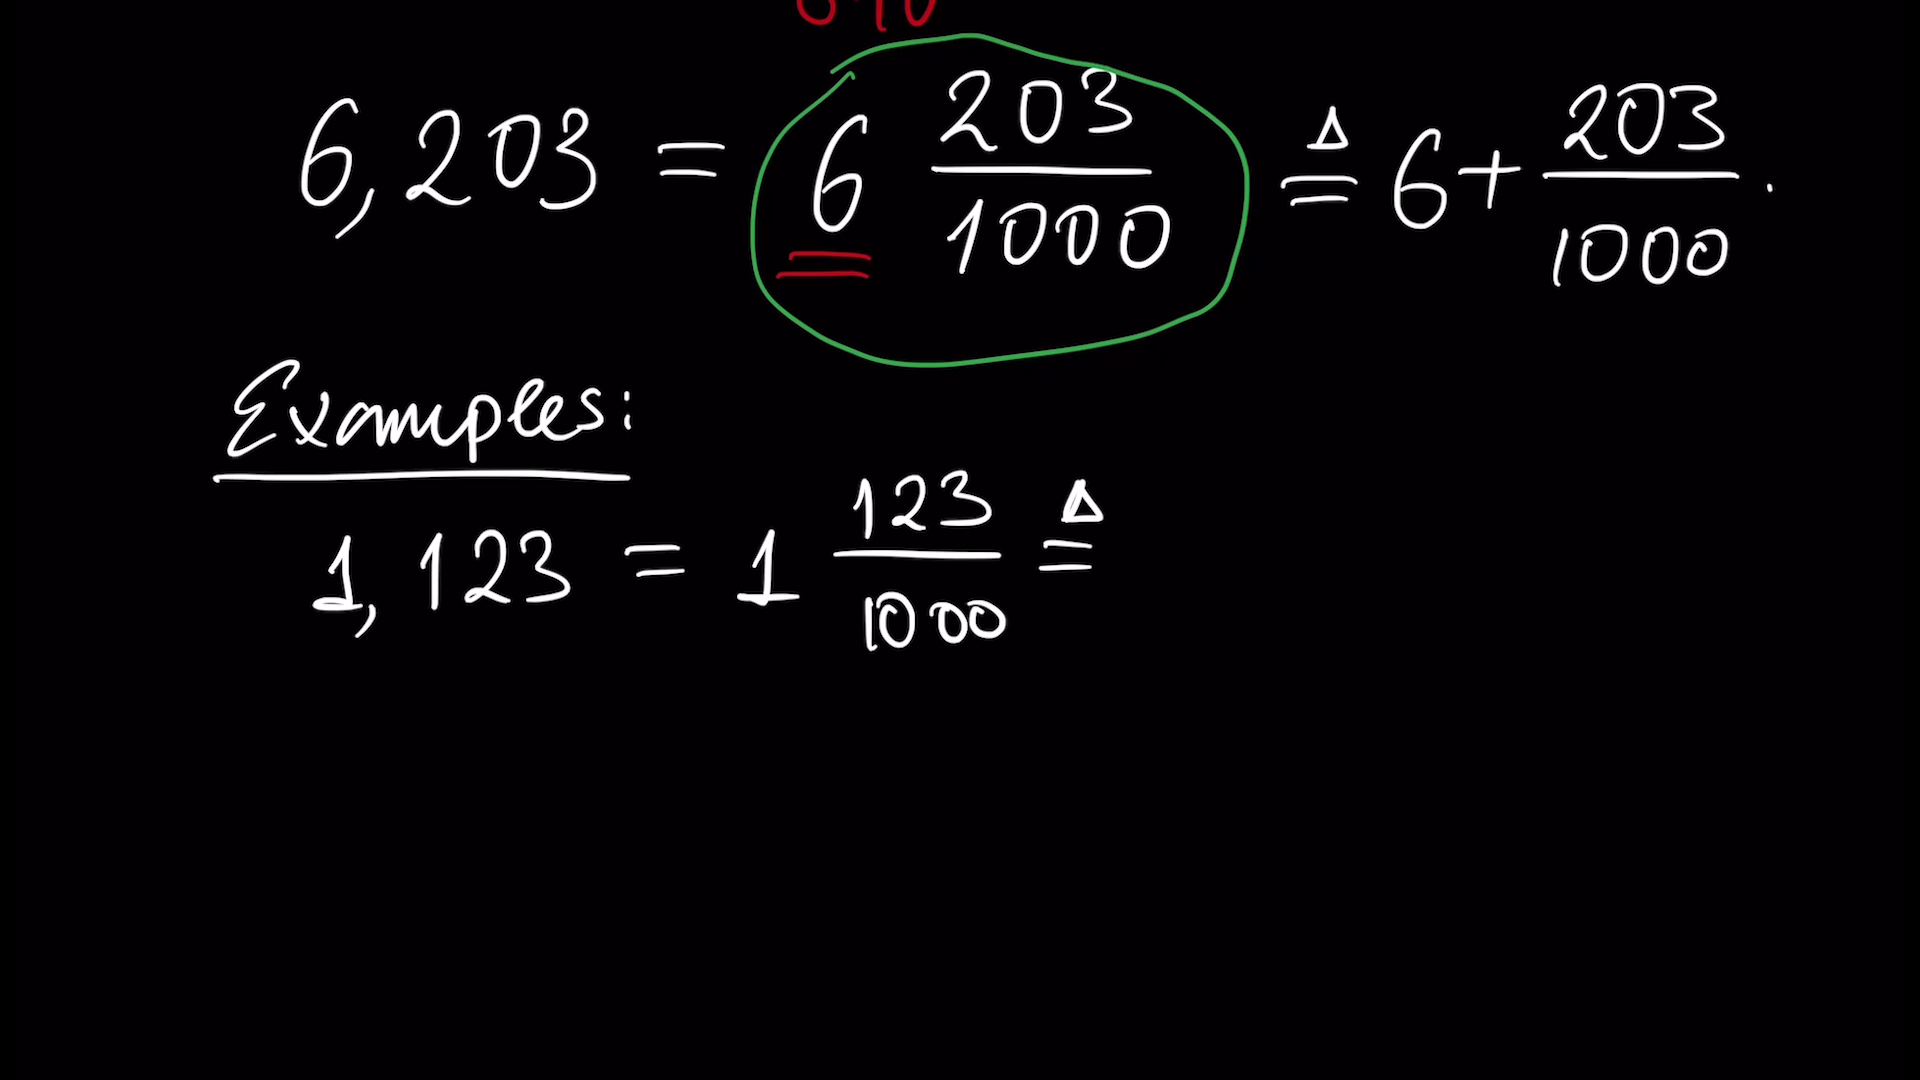 6,203 = 6 203/1000 ≜ 6 + 203/1000.
Examples:
1,123 = 1 123/1000 ≜